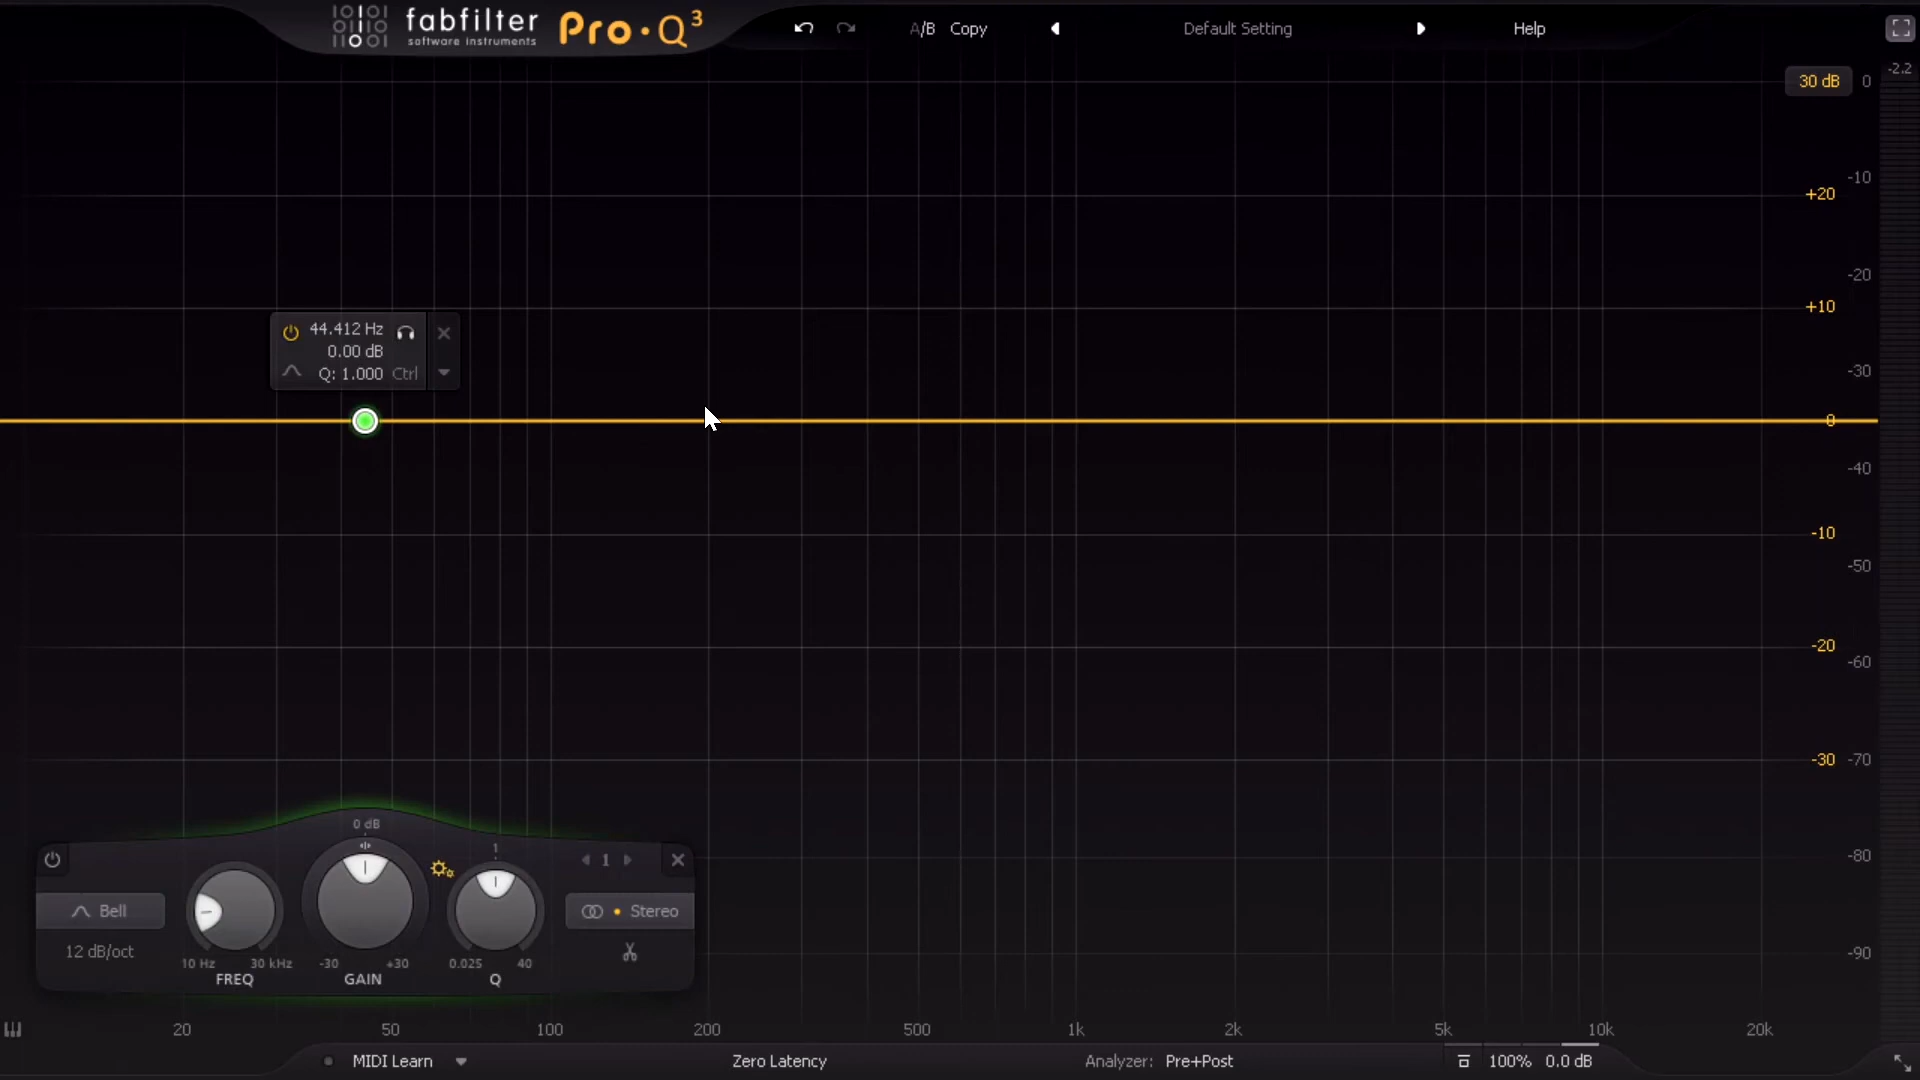 fabfilter
software instruments
Pro·Q³
A/B Copy
Default Setting
Help
-2.2
30 dB 0
-10
+20
-20
+10
44.412 Hz
0.00 dB
Q: 1.000 Ctrl
-30
0
-40
-10
-50
-20
-60
-30 -70
0 dB
1
1
-80
Bell
Stereo
12 dB/oct
-90
10 Hz 30 kHz
-30 +30
0.025 40
FREQ
GAIN
Q
20 50 100 200 500 1k 2k 5k 10k 20k
MIDI Learn
Zero Latency
Analyzer: Pre+Post
100% 0.0 dB